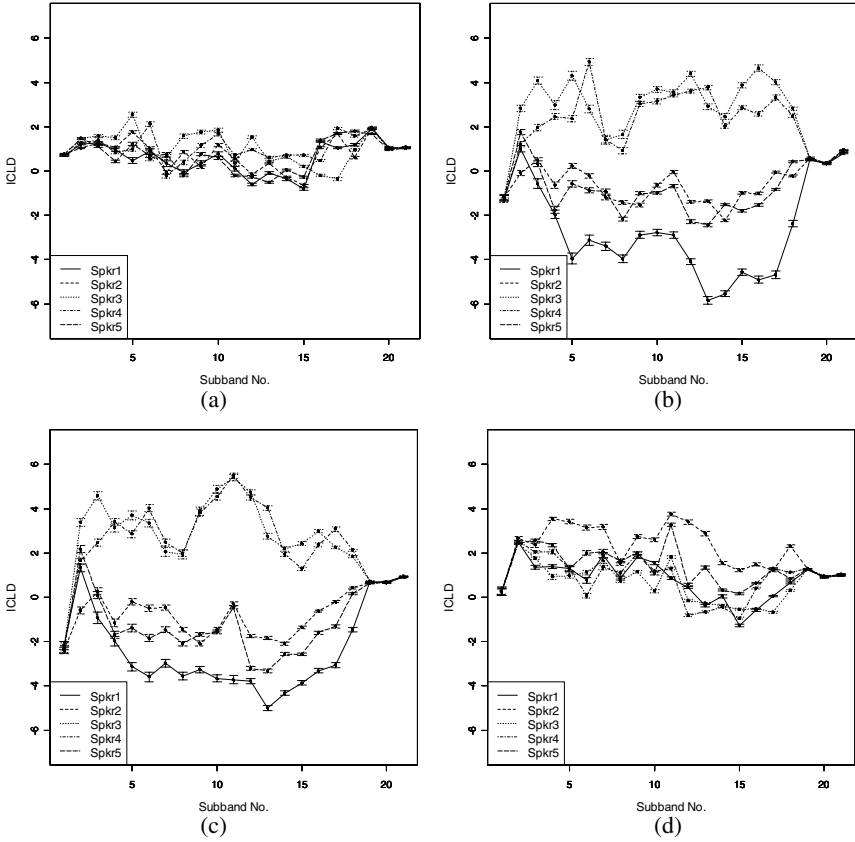 6
4
2
0
-2
-4
-6
ICLD
Spkr1
Spkr2
Spkr3
Spkr4
Spkr5
5
10
15
20
Subband No.
(a)
6
4
2
0
-2
-4
-6
ICLD
Spkr1
Spkr2
Spkr3
Spkr4
Spkr5
5
10
15
20
Subband No.
(b)
6
4
2
0
-2
-4
-6
ICLD
Spkr1
Spkr2
Spkr3
Spkr4
Spkr5
5
10
15
20
Subband No.
(c)
6
4
2
0
-2
-4
-6
ICLD
Spkr1
Spkr2
Spkr3
Spkr4
Spkr5
5
10
15
20
Subband No.
(d)